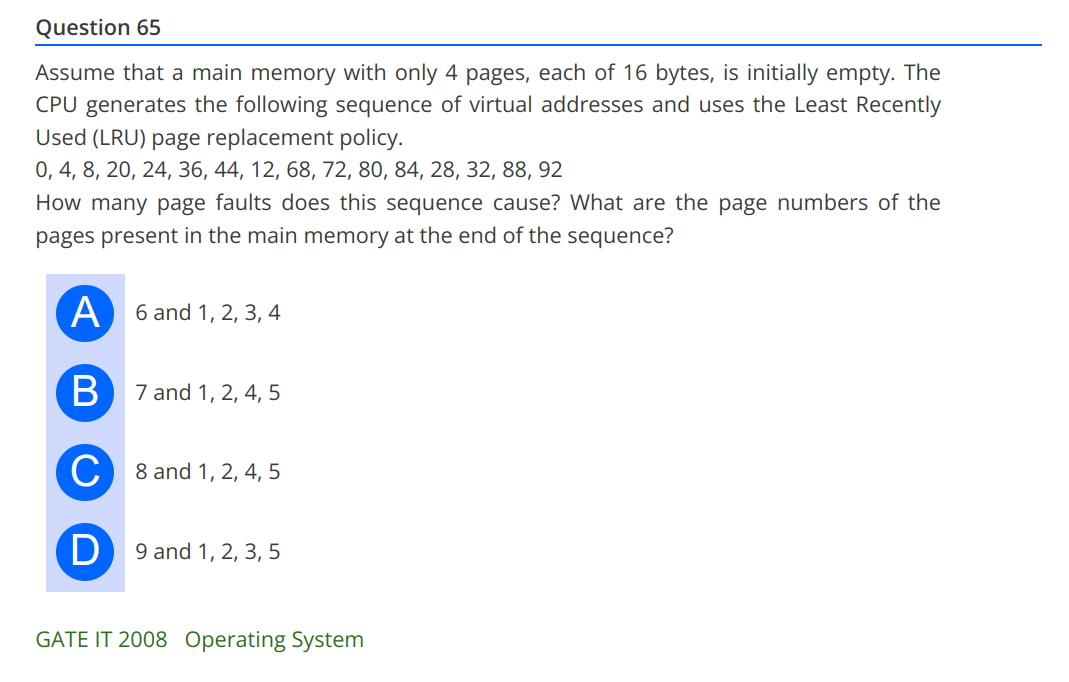 Question 65
Assume that a main memory with only 4 pages, each of 16 bytes, is initially empty. The
CPU generates the following sequence of virtual addresses and uses the Least Recently
Used (LRU) page replacement policy.
0, 4, 8, 20, 24, 36, 44, 12, 68, 72, 80, 84, 28, 32, 88, 92
How many page faults does this sequence cause? What are the page numbers of the
pages present in the main memory at the end of the sequence?
A 6 and 1, 2, 3, 4
B 7 and 1, 2, 4, 5
C 8 and 1, 2, 4, 5
D 9 and 1, 2, 3, 5
GATE IT 2008 Operating System